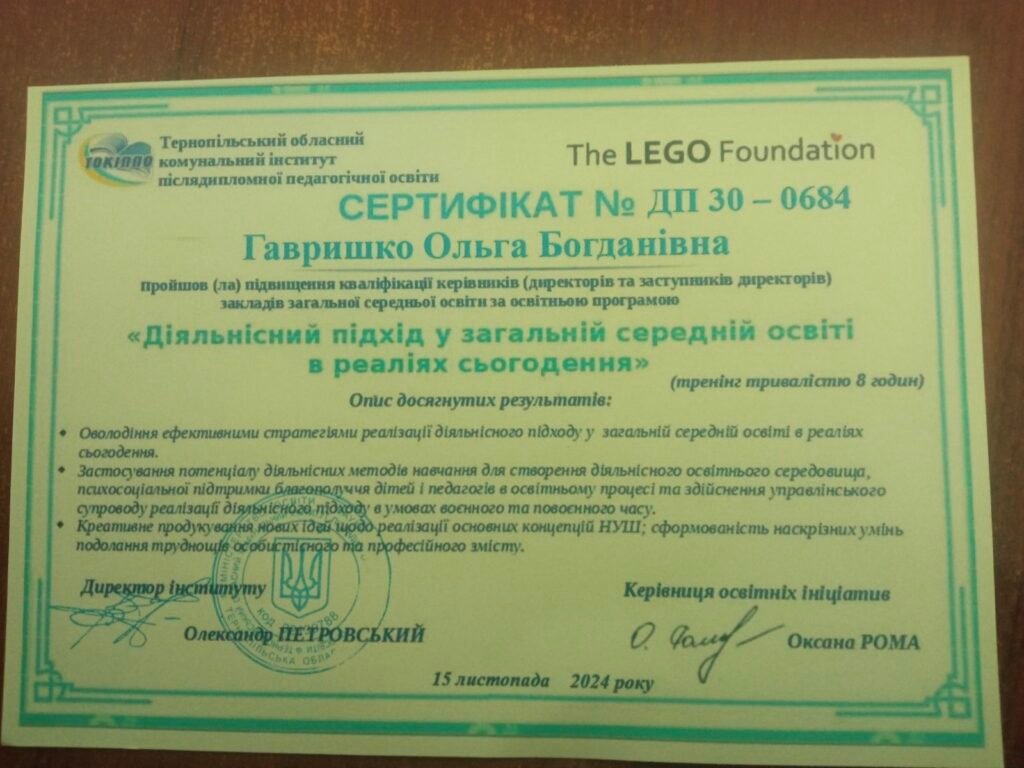 ТОКІППО
Тернопільський обласний
комунальний інститут
післядипломної педагогічної освіти
The LEGO Foundation
СЕРТИФІКАТ № ДП 30 – 0684
Гавришко Ольга Богданівна
пройшов (ла) підвищення кваліфікації керівників (директорів та заступників директорів)
закладів загальної середньої освіти за освітньою програмою
«Діяльнісний підхід у загальній середній освіті
в реаліях сьогодення»
(тренінг тривалістю 8 годин)
Опис досягнутих результатів:
• Оволодіння ефективними стратегіями реалізації діяльнісного підходу у загальній середній освіті в реаліях
сьогодення.
• Застосування потенціалу діяльнісних методів навчання для створення діяльнісного освітнього середовища,
психосоціальної підтримки благополуччя дітей і педагогів в освітньому процесі та здійснення управлінського
супроводу реалізації діяльнісного підходу в умовах воєнного та повоєнного часу.
• Креативне продукування нових ідей щодо реалізації основних концепцій НУШ; сформованість наскрізних умінь
подолання труднощів особистісного та професійного змісту.
Директор інституту
Керівниця освітніх ініціатив
Олександр ПЕТРОВСЬКИЙ
Оксана РОМА
15 листопада 2024 року